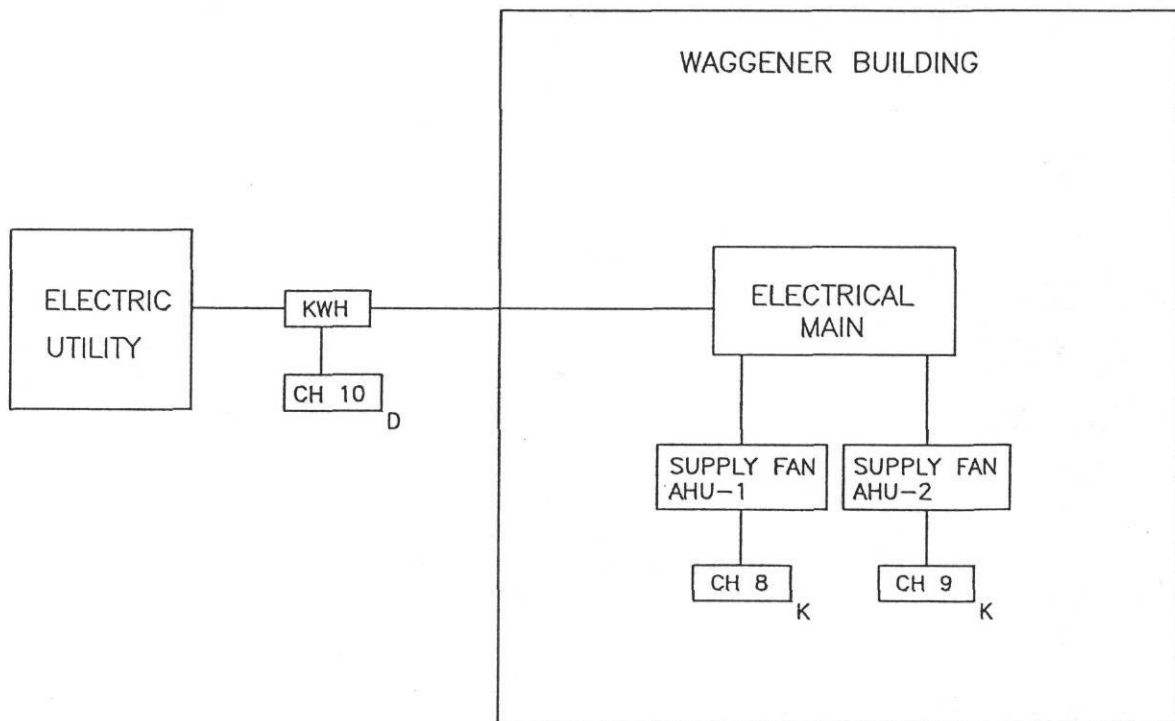 WAGGENER BUILDING
ELECTRIC
UTILITY
KWH
CH 10
D
ELECTRICAL
MAIN
SUPPLY FAN
AHU-1
SUPPLY FAN
AHU-2
CH 8
K
CH 9
K